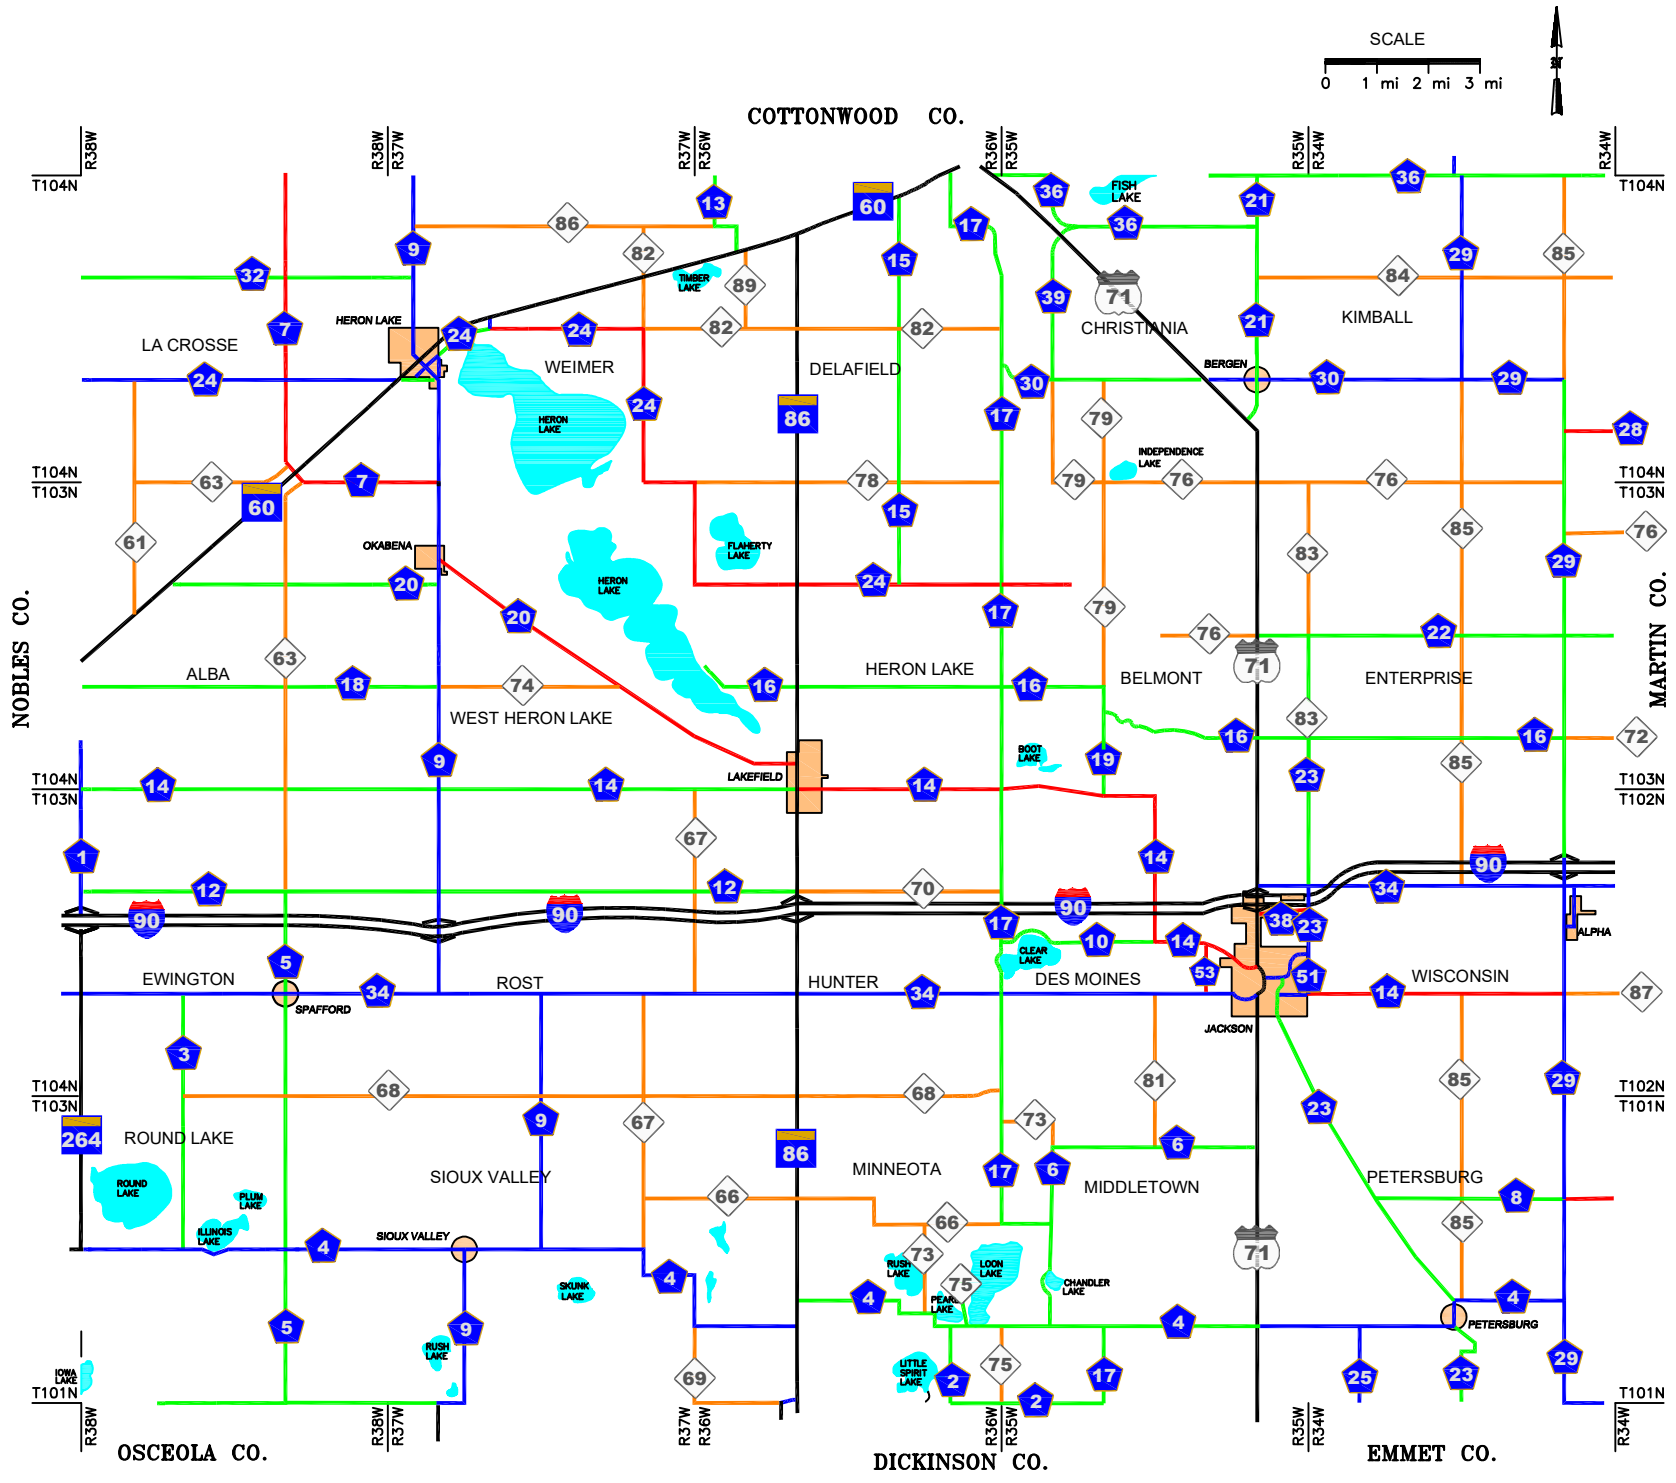 SCALE
0 1 mi 2 mi 3 mi
COTTONWOOD CO.
R38W
R38W R37W
R37W R36W
R36W R35W
R35W R34W
R34W
T104N
T104N
36
36
13
36
FISH LAKE
21
60
17
36
86
9
82
15
29
85
32
TIMBER LAKE
89
39
71
84
HERON LAKE
7
24
24
82
82
CHRISTIANIA
21
KIMBALL
LA CROSSE
24
WEIMER
DELAFIELD
BERGEN
30
30
29
24
86
17
79
28
HERON LAKE
INDEPENDENCE LAKE
T104N
T103N
63
7
78
79
76
76
T104N
T103N
60
15
61
OKABENA
FLAHERTY LAKE
83
85
76
20
HERON LAKE
24
29
20
17
79
NOBLES CO.
MARTIN CO.
76
22
63
71
ALBA
18
74
16
HERON LAKE
16
BELMONT
ENTERPRISE
WEST HERON LAKE
83
16
16
72
9
BOOT LAKE
19
85
LAKEFIELD
23
T104N
T103N
14
14
14
T103N
T102N
67
1
14
90
12
12
70
34
90
90
90
17
38
23
ALPHA
10
14
CLEAR LAKE
5
EWINGTON
ROST
HUNTER
DES MOINES
53
51
WISCONSIN
34
34
14
87
SPAFFORD
JACKSON
3
68
68
81
85
29
T104N
T103N
T102N
T101N
9
67
73
23
264
ROUND LAKE
86
6
SIOUX VALLEY
MINNEOTA
17
6
MIDDLETOWN
PETERSBURG
ROUND LAKE
PLUM LAKE
66
8
ILLINOIS LAKE
66
85
4
SIOUX VALLEY
73
71
RUSH LAKE
LOON LAKE
4
SKUNK LAKE
75
CHANDLER LAKE
4
PEARL LAKE
4
5
9
4
PETERSBURG
RUSH LAKE
IOWA LAKE
LITTLE SPIRIT LAKE
75
29
69
2
17
25
23
2
T101N
T101N
R38W
R38W R37W
R37W R36W
R36W R35W
R35W R34W
R34W
OSCEOLA CO.
DICKINSON CO.
EMMET CO.